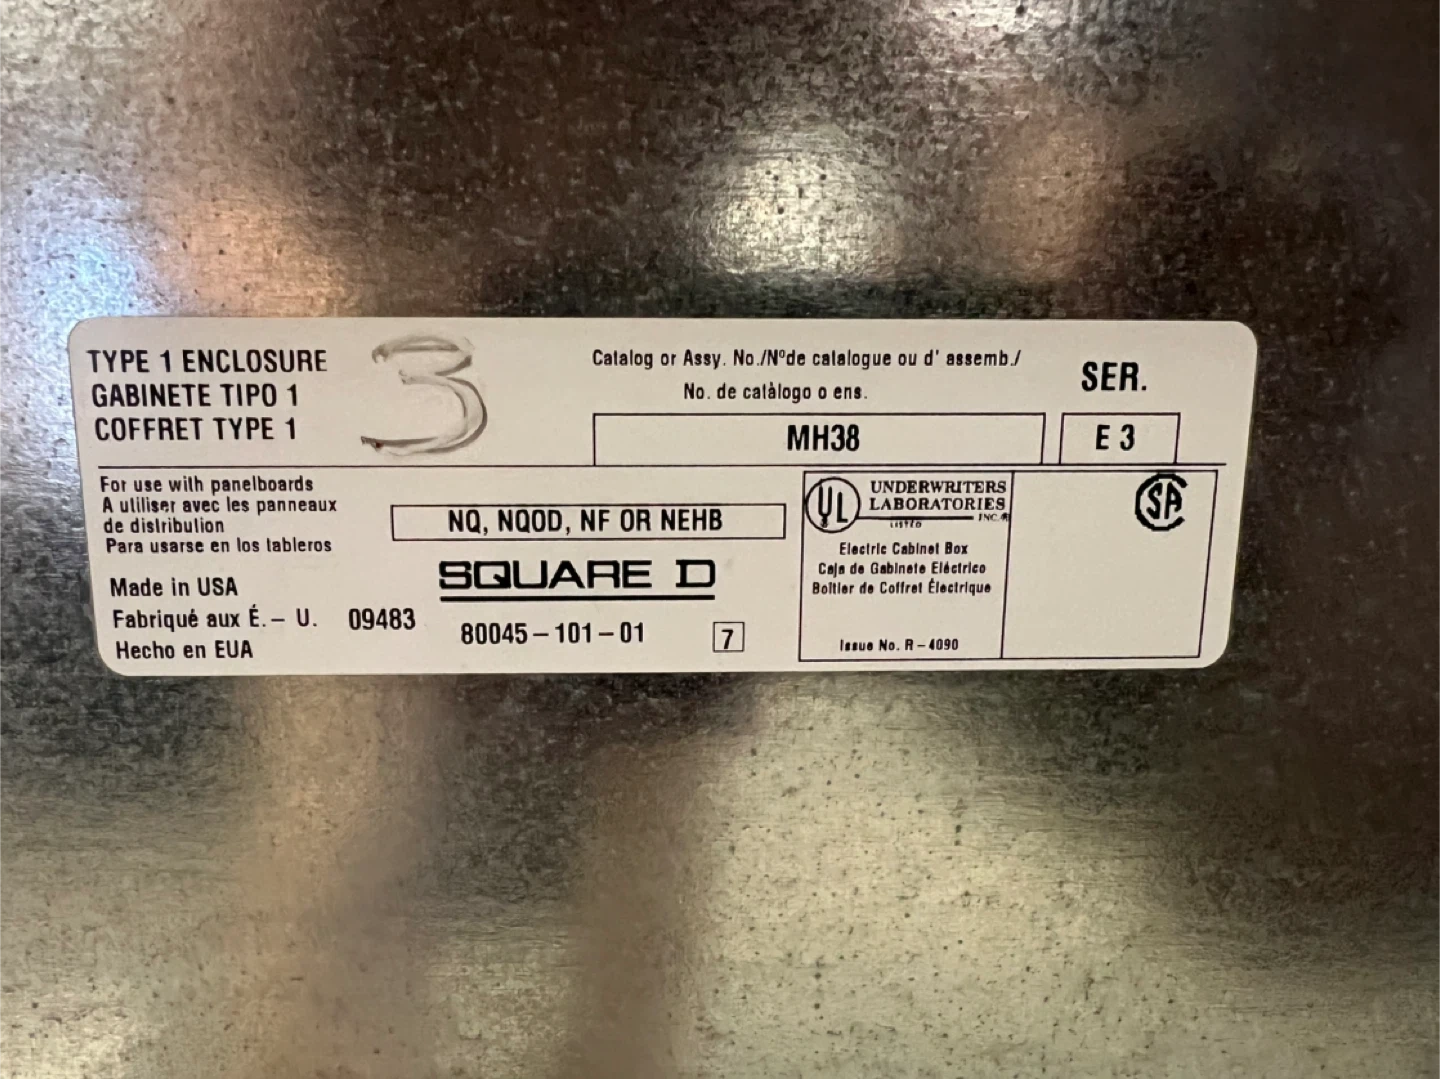 TYPE 1 ENCLOSURE
GABINETE TIPO 1
COFFRET TYPE 1
3
Catalog or Assy. No./Nºde catalogue ou d' assemb./
No. de catàlogo o ens.
MH38
SER.
E 3
For use with panelboards
A utiliser avec les panneaux
de distribution
Para usarse en los tableros
NQ, NQOD, NF OR NEHB
Made in USA
Fabriqué aux É.– U.
Hecho en EUA
09483
SQUARE D
80045–101–01
7
UL
UNDERWRITERS
LABORATORIES
INC.®
LISTED
Electric Cabinet Box
Caja de Gabinete Eléctrico
Boîtier de Coffret Électrique
Issue No. R–4090
SA